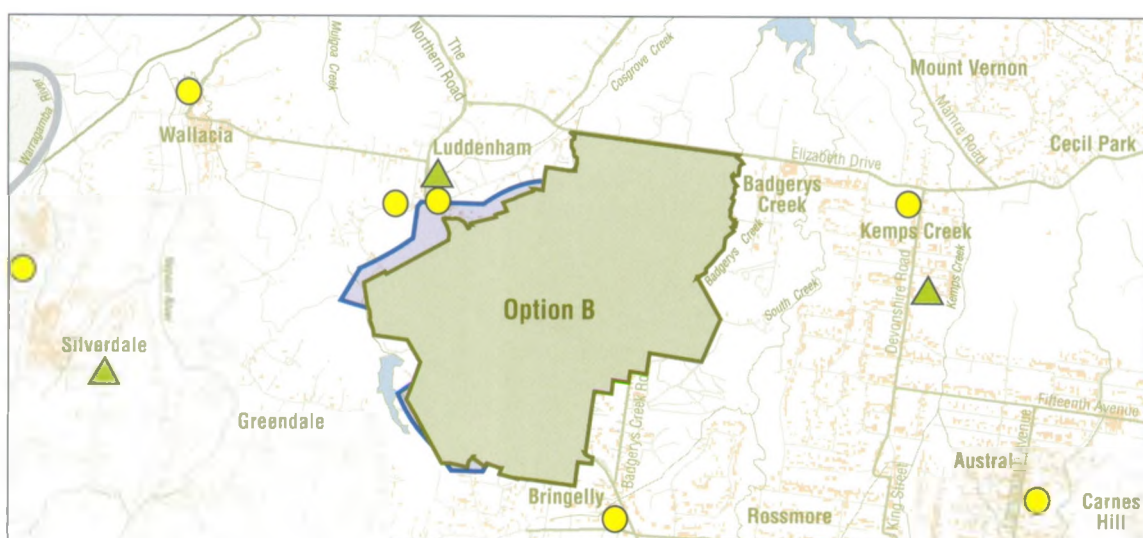 Mulgoa Creek
The
Northern Road
Cosgrove Creek
Mount Vernon
Mamre Road
Warragamba
River
Wallacia
Luddenham
Elizabeth Drive
Cecil Park
Badgerys
Creek
Kemps Creek
Badgerys Creek
South Creek
Kemps Creek
Devonshire Road
Option B
Silverdale
Greendale
Badgerys Creek Rd
Fifteenth Avenue
Austral
Bringelly
Rossmore
King Street
Carnes
Hill